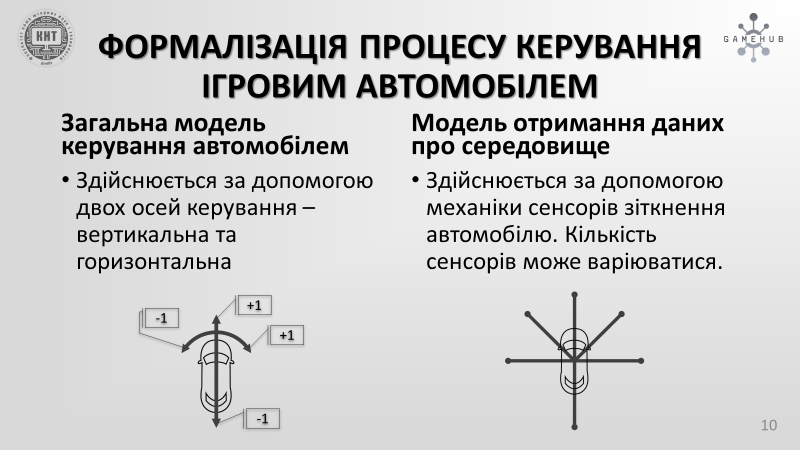 КНТ
GAMEHUB
ФОРМАЛІЗАЦІЯ ПРОЦЕСУ КЕРУВАННЯ
ІГРОВИМ АВТОМОБІЛЕМ
Загальна модель
керування автомобілем
• Здійснюється за допомогою
двох осей керування –
вертикальна та
горизонтальна
Модель отримання даних
про середовище
• Здійснюється за допомогою
механіки сенсорів зіткнення
автомобілю. Кількість
сенсорів може варіюватися.
+1
-1
+1
-1
10